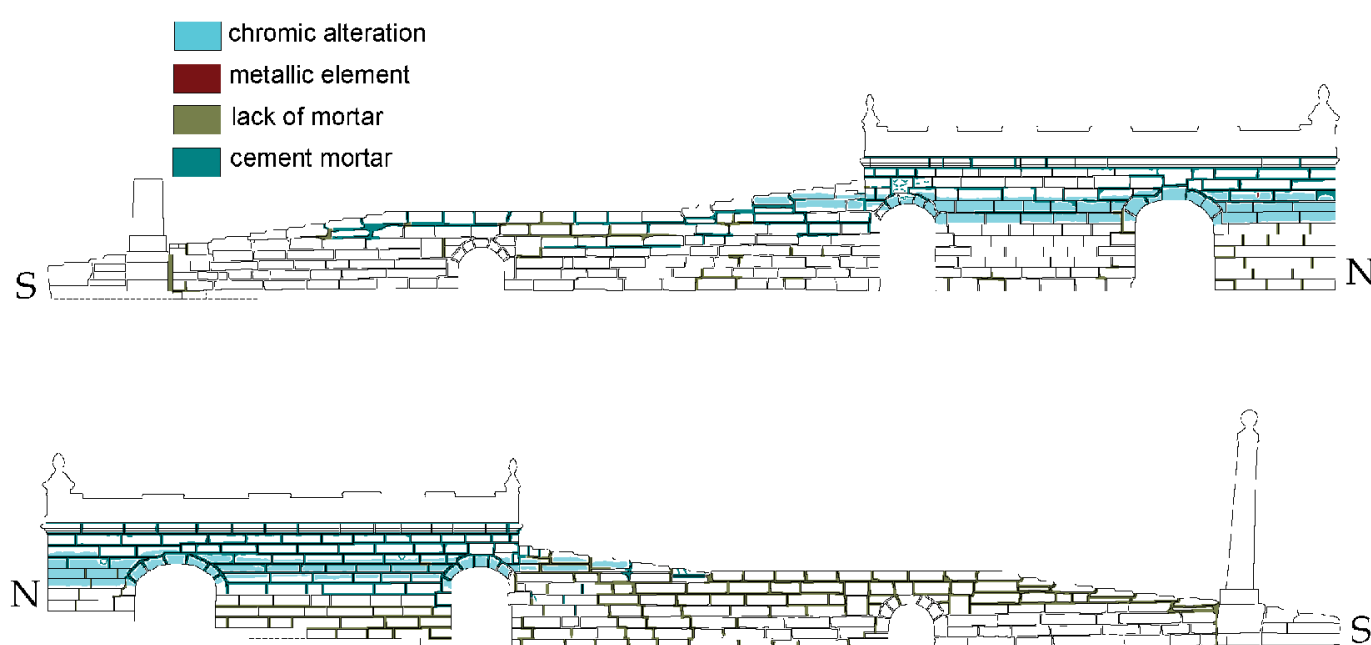 chromic alteration
metallic element
lack of mortar
cement mortar
S
N
N
S